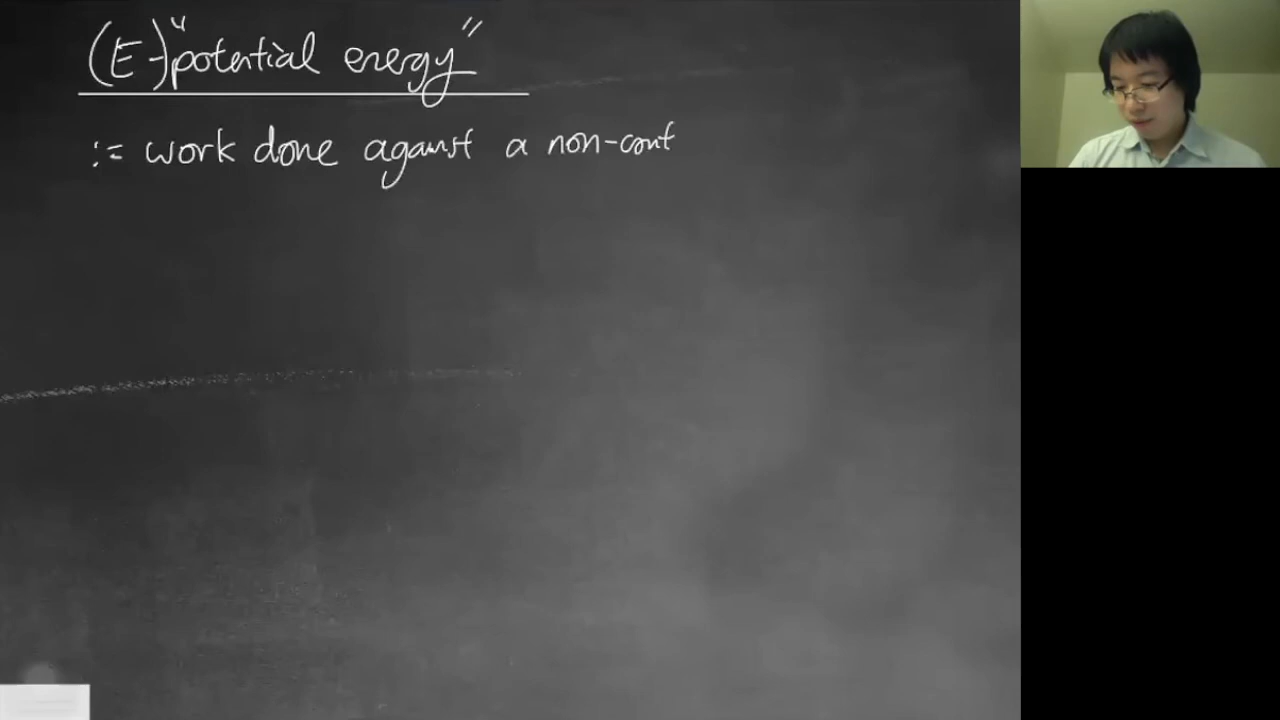 (E-)"potential energy"
:= work done against a non-cont